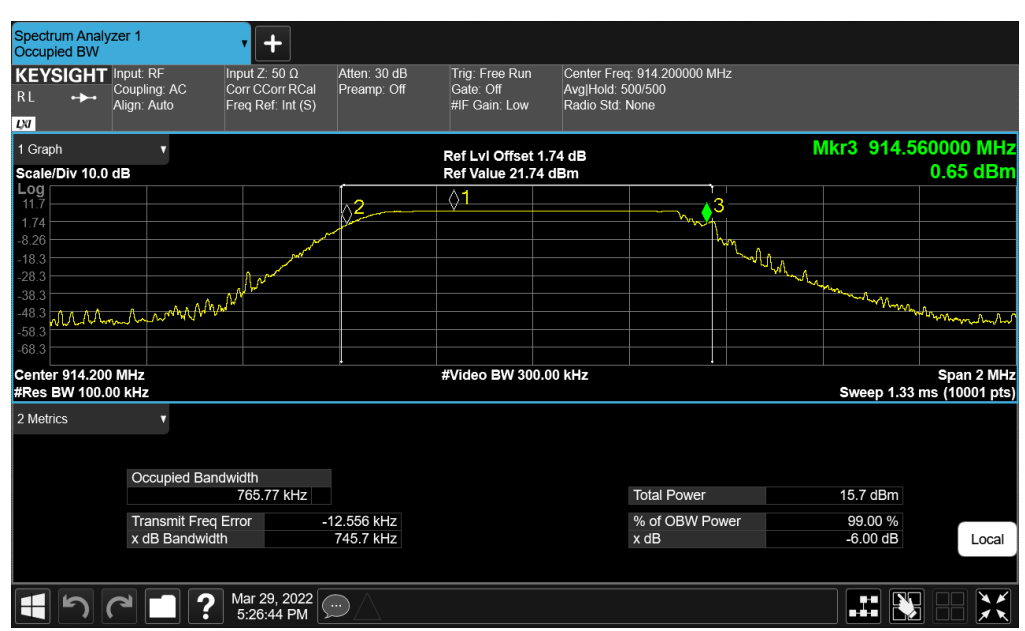 Spectrum Analyzer 1
Occupied BW
KEYSIGHT
R L
LXI
Input: RF
Coupling: AC
Align: Auto
Input Z: 50 Ω
Corr CCorr RCal
Freq Ref: Int (S)
Atten: 30 dB
Preamp: Off
Trig: Free Run
Gate: Off
#IF Gain: Low
Center Freq: 914.200000 MHz
Avg|Hold: 500/500
Radio Std: None
1 Graph
Scale/Div 10.0 dB
Ref Lvl Offset 1.74 dB
Ref Value 21.74 dBm
Mkr3 914.560000 MHz
0.65 dBm
Log
11.7
1.74
-8.26
-18.3
-28.3
-38.3
-48.3
-58.3
-68.3
2
1
3
Center 914.200 MHz
#Video BW 300.00 kHz
Span 2 MHz
#Res BW 100.00 kHz
Sweep 1.33 ms (10001 pts)
2 Metrics
Occupied Bandwidth
765.77 kHz
Total Power 15.7 dBm
Transmit Freq Error -12.556 kHz
% of OBW Power 99.00 %
x dB Bandwidth 745.7 kHz
x dB -6.00 dB
Local
?
Mar 29, 2022
5:26:44 PM